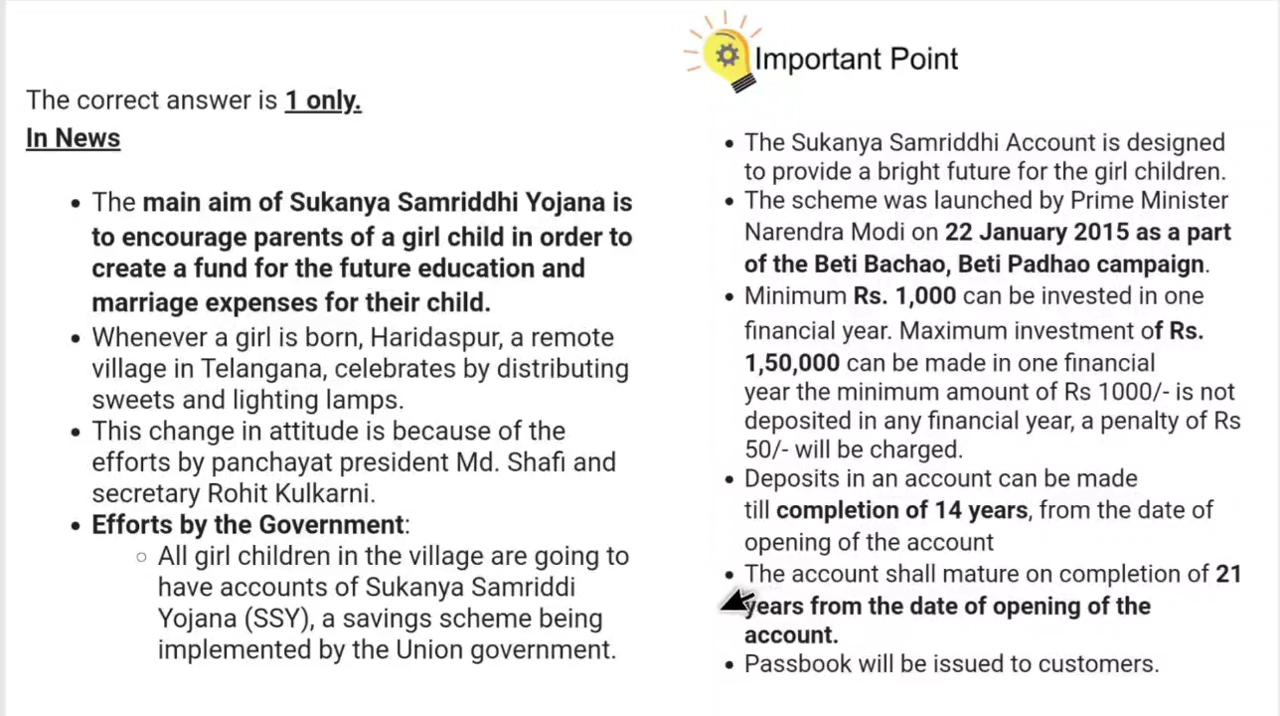 The correct answer is 1 only.
In News
• The main aim of Sukanya Samriddhi Yojana is
to encourage parents of a girl child in order to
create a fund for the future education and
marriage expenses for their child.
• Whenever a girl is born, Haridaspur, a remote
village in Telangana, celebrates by distributing
sweets and lighting lamps.
• This change in attitude is because of the
efforts by panchayat president Md. Shafi and
secretary Rohit Kulkarni.
• Efforts by the Government:
○ All girl children in the village are going to
have accounts of Sukanya Samriddi
Yojana (SSY), a savings scheme being
implemented by the Union government.
Important Point
• The Sukanya Samriddhi Account is designed
to provide a bright future for the girl children.
• The scheme was launched by Prime Minister
Narendra Modi on 22 January 2015 as a part
of the Beti Bachao, Beti Padhao campaign.
• Minimum Rs. 1,000 can be invested in one
financial year. Maximum investment of Rs.
1,50,000 can be made in one financial
year the minimum amount of Rs 1000/- is not
deposited in any financial year, a penalty of Rs
50/- will be charged.
• Deposits in an account can be made
till completion of 14 years, from the date of
opening of the account
• The account shall mature on completion of 21
years from the date of opening of the
account.
• Passbook will be issued to customers.